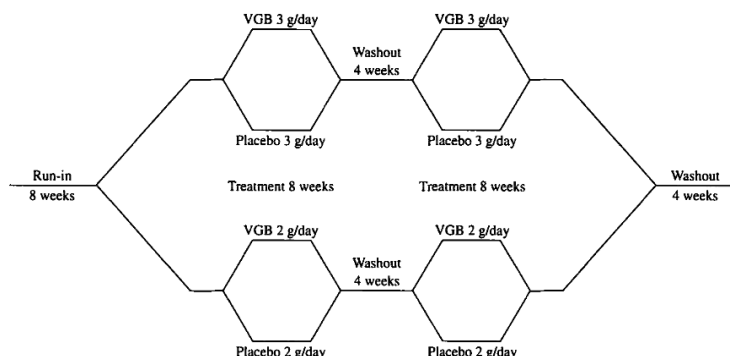 VGB 3 g/day
VGB 3 g/day
Washout
4 weeks
Placebo 3 g/day
Placebo 3 g/day
Run-in
8 weeks
Treatment 8 weeks
Treatment 8 weeks
Washout
4 weeks
VGB 2 g/day
VGB 2 g/day
Washout
4 weeks
Placebo 2 g/day
Placebo 2 g/day